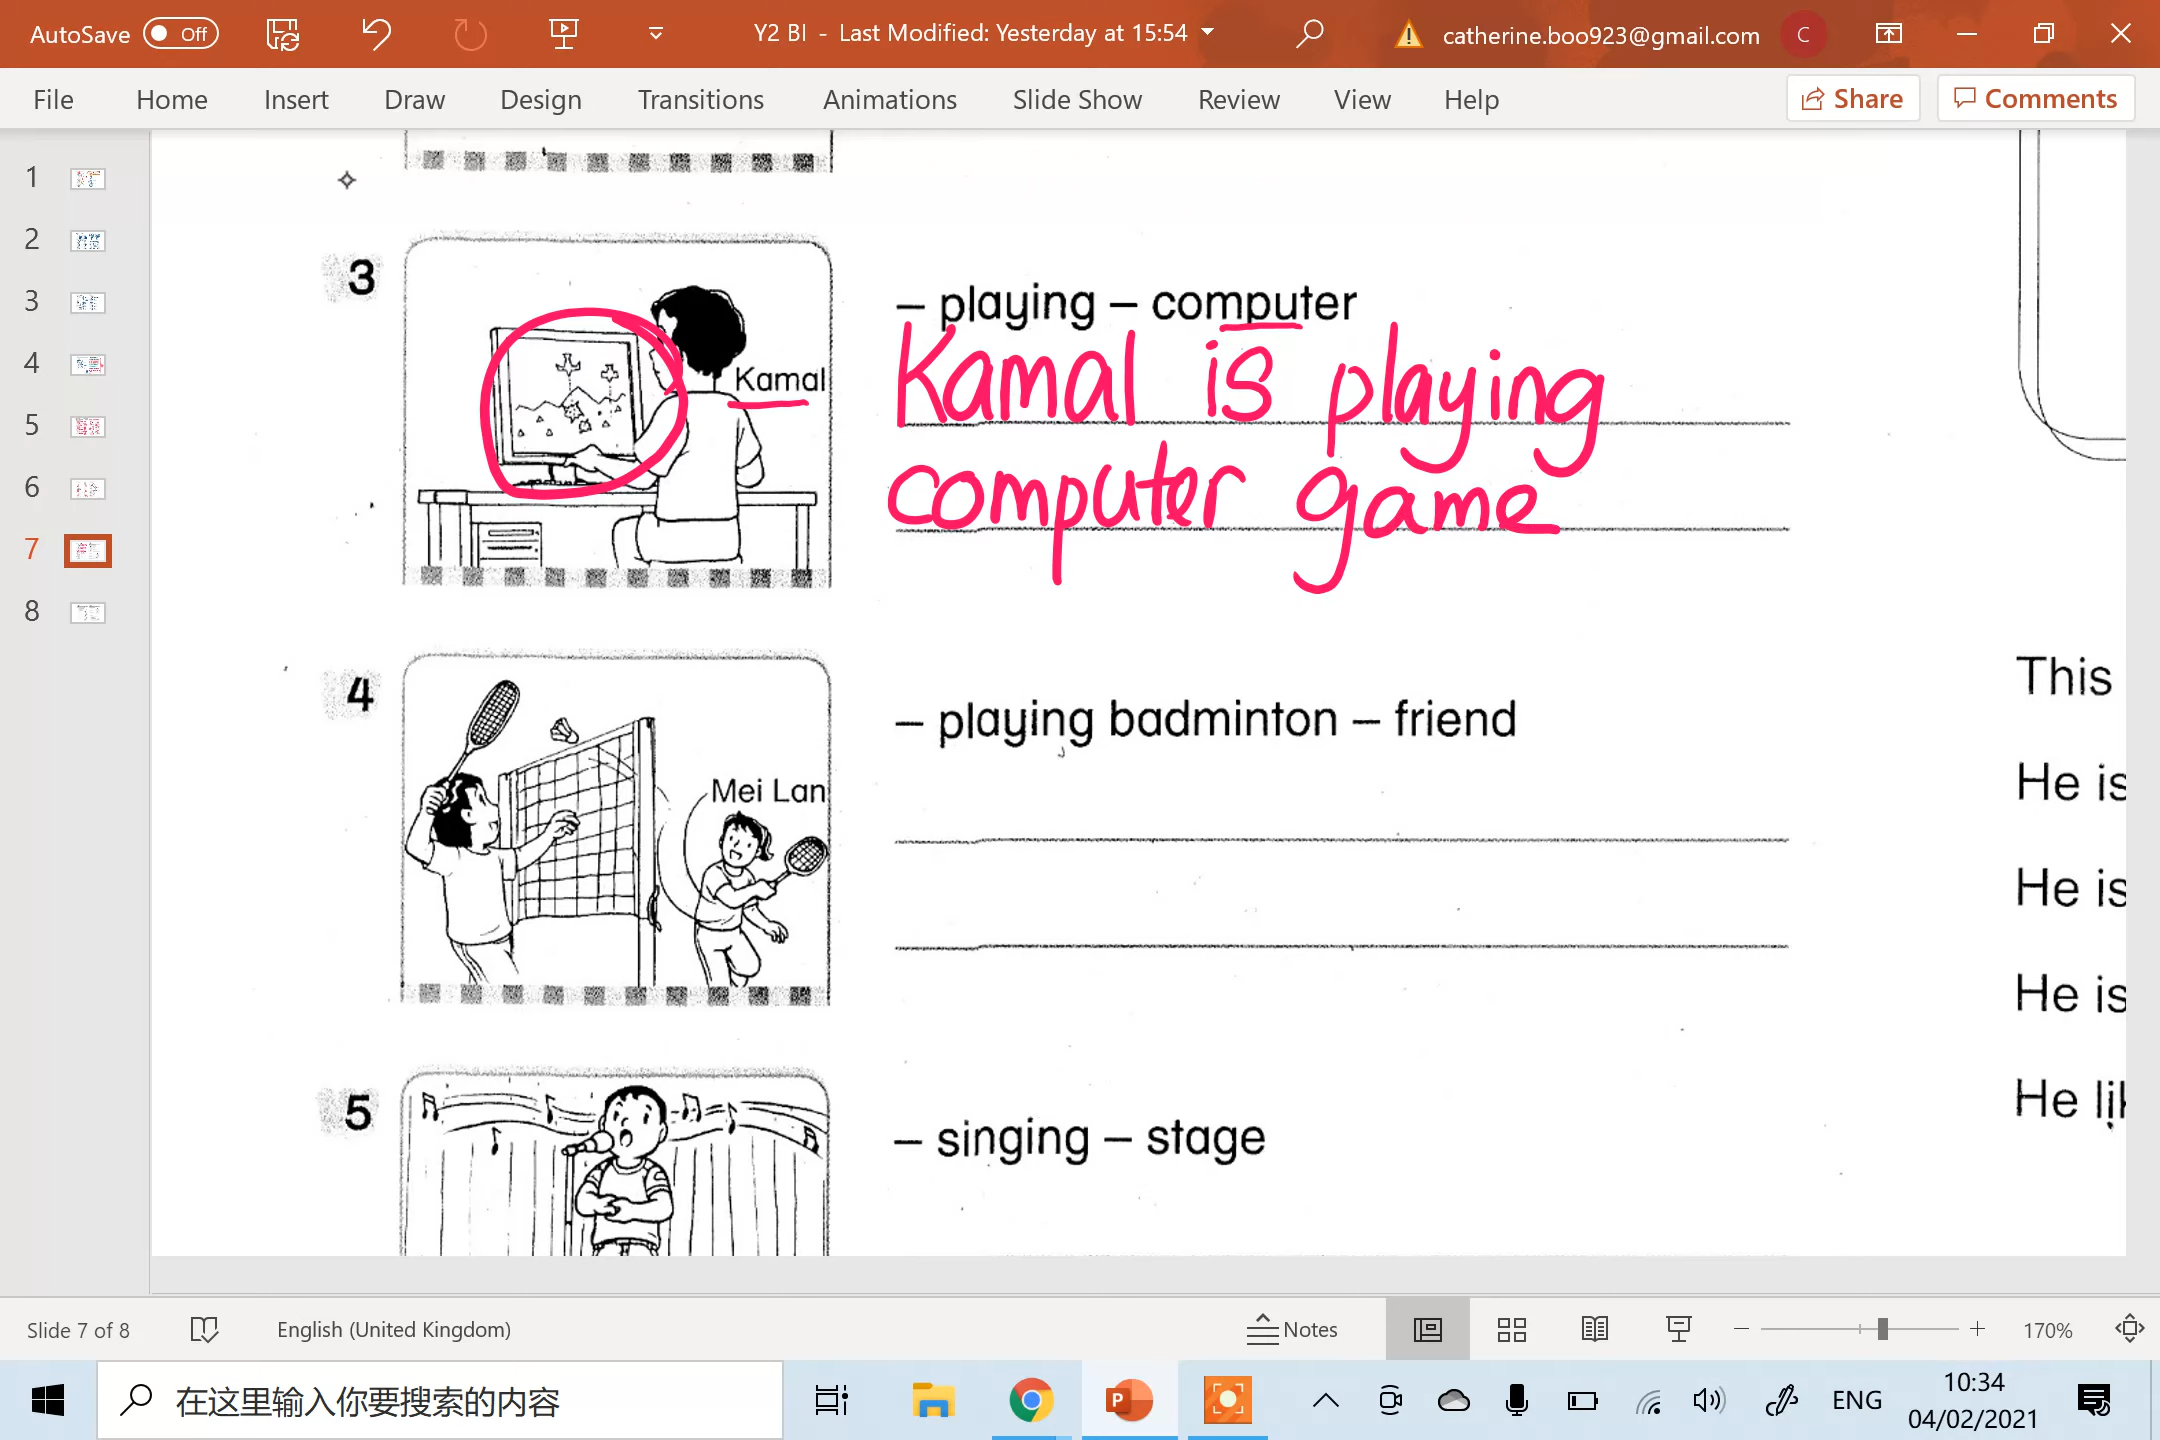 AutoSave Off
Y2 BI - Last Modified: Yesterday at 15:54
catherine.boo923@gmail.com
C
File Home Insert Draw Design Transitions Animations Slide Show Review View Help Share Comments
1
2
3
4
5
6
7
8
3
Kamal
– playing – computer
Kamal is playing
computer game
4
Mei Lan
– playing badminton – friend
5
– singing – stage
This
He is
He is
He is
He lik
Slide 7 of 8
English (United Kingdom)
Notes
170%
在这里输入你要搜索的内容
P
ENG
10:34
04/02/2021